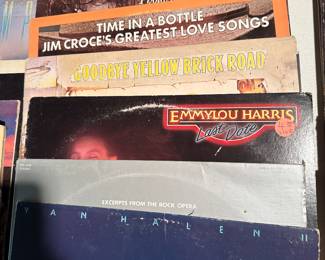 TIME IN A BOTTLE
JIM CROCE'S GREATEST LOVE SONGS
GOODBYE YELLOW BRICK ROAD
EMMYLOU HARRIS
Last Date
EXCERPTS FROM THE ROCK OPERA
VAN HALEN II